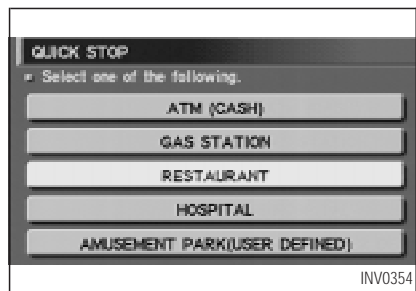 QUICK STOP
Select one of the following.
ATM (CASH)
GAS STATION
RESTAURANT
HOSPITAL
AMUSEMENT PARK(USER DEFINED)
INV0354